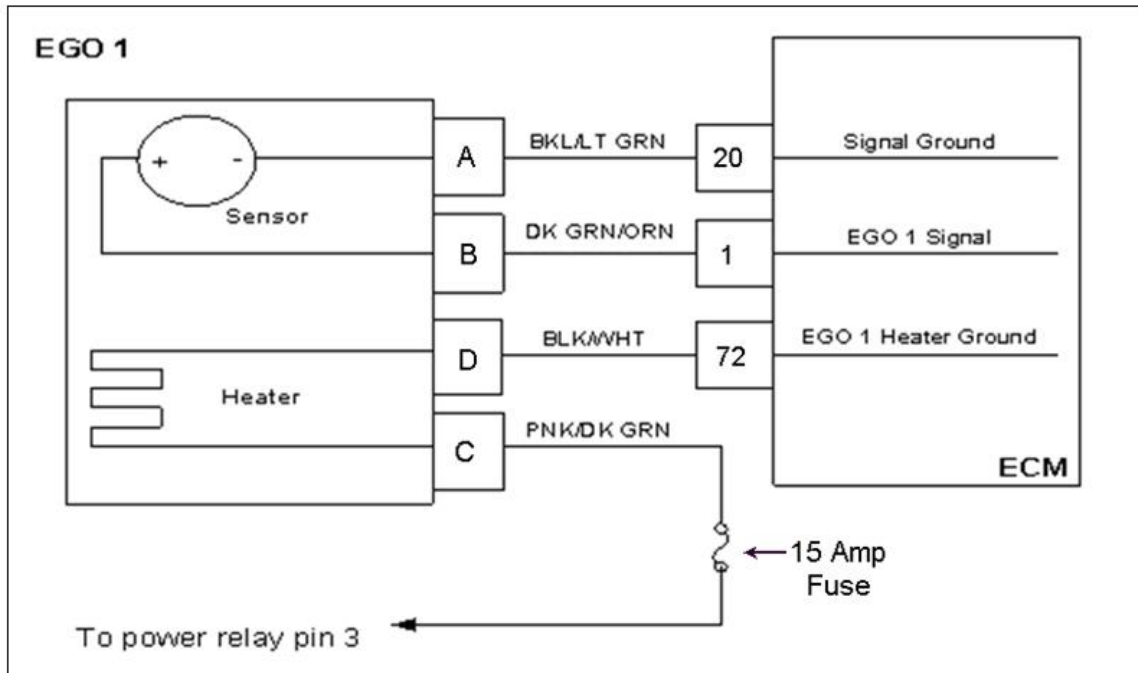 EGO 1
A
BKL/LT GRN
20
Signal Ground
+ -
Sensor
B
DK GRN/ORN
1
EGO 1 Signal
D
BLK/WHT
72
EGO 1 Heater Ground
Heater
C
PNK/DK GRN
ECM
15 Amp
Fuse
To power relay pin 3